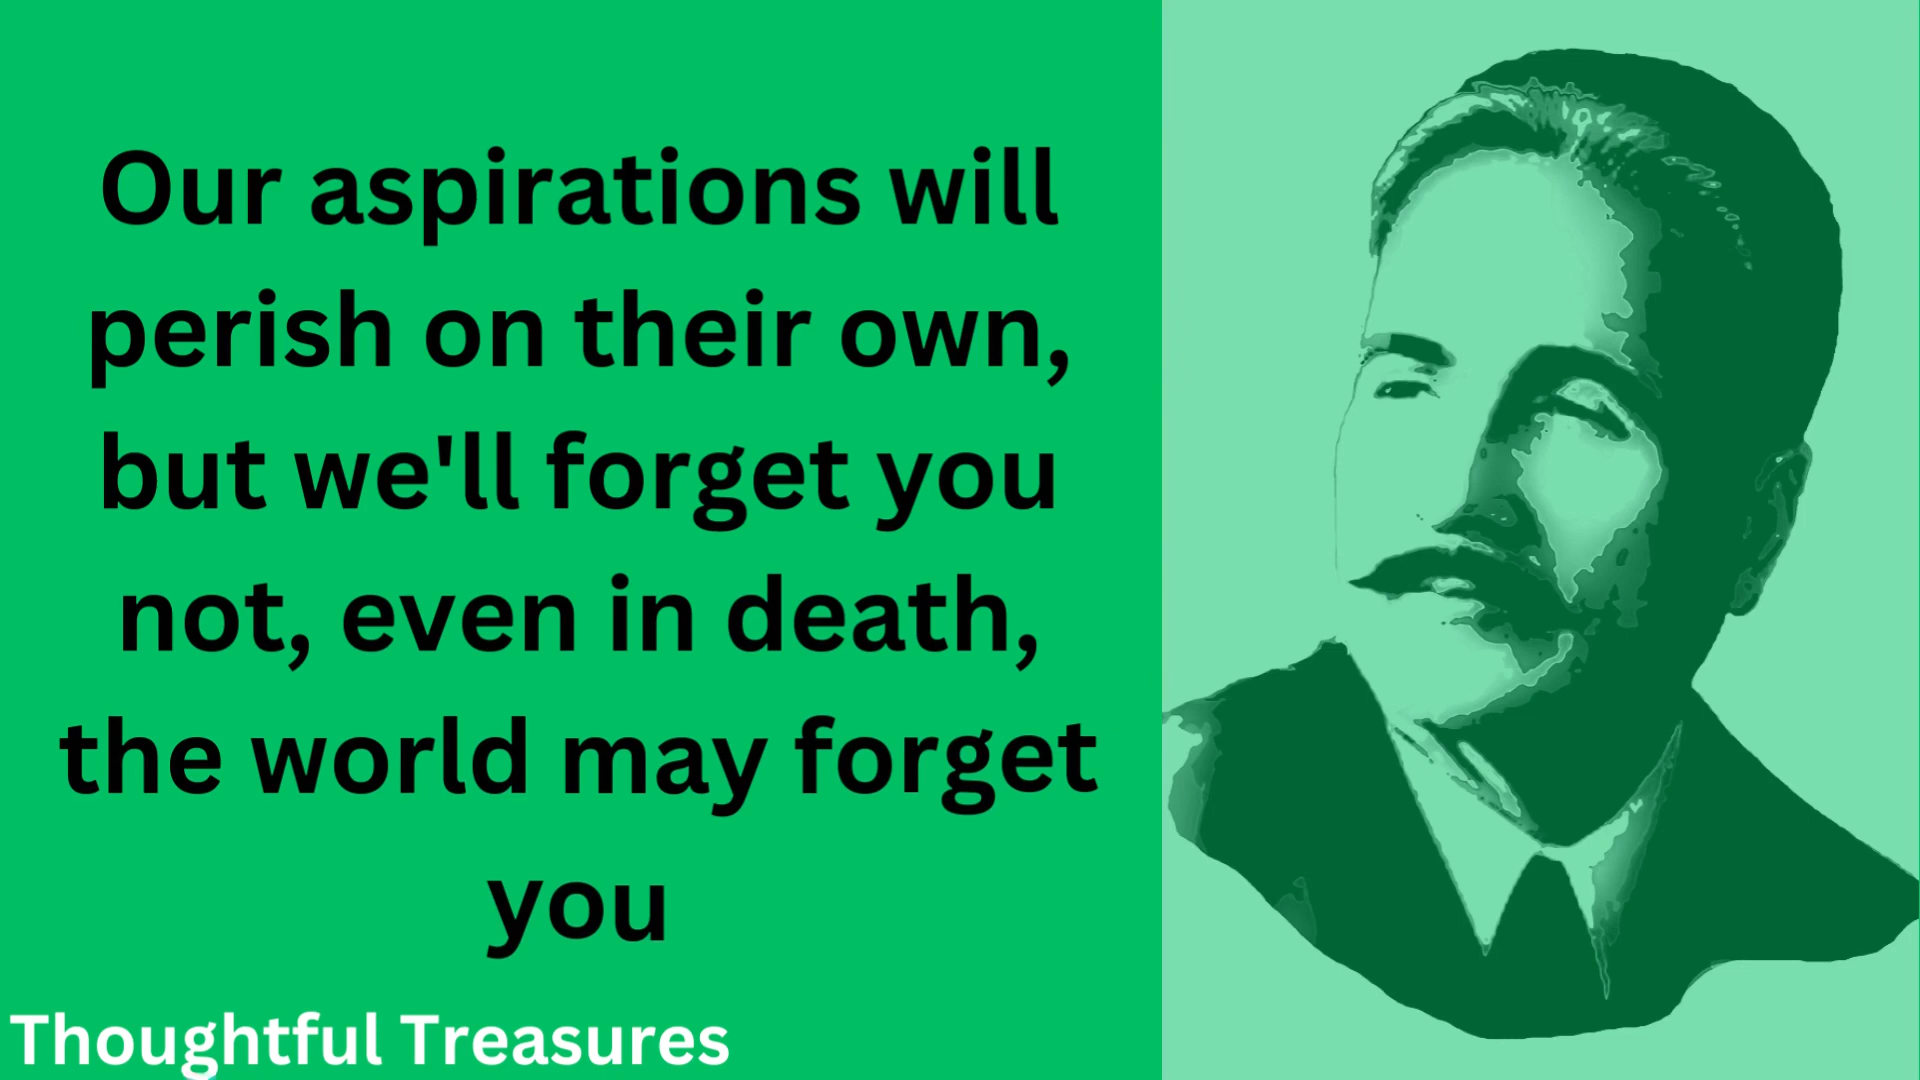 Our aspirations will
perish on their own,
but we'll forget you
not, even in death,
the world may forget
you
Thoughtful Treasures